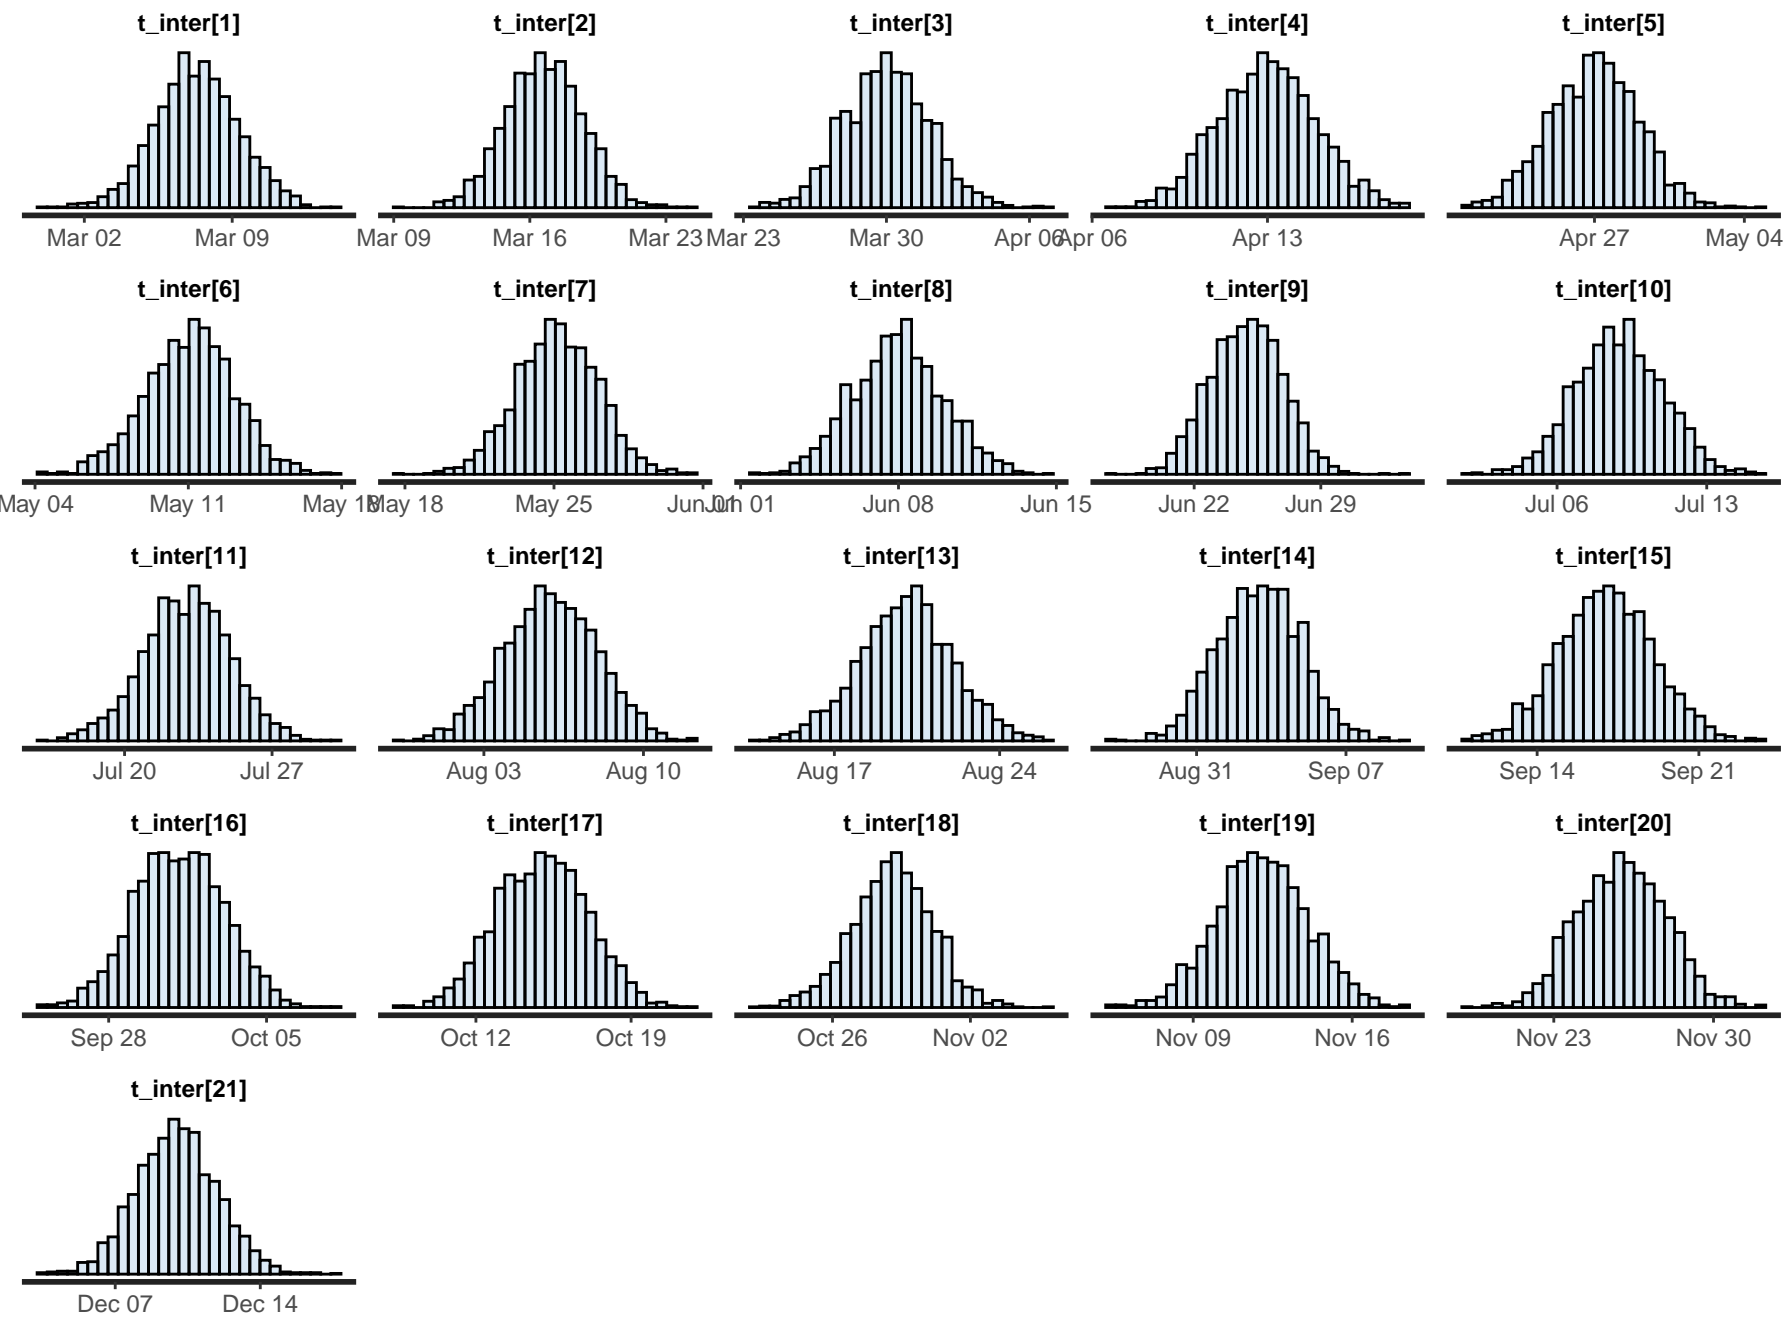 t_inter[1] t_inter[2] t_inter[3] t_inter[4] t_inter[5]
Mar 02 Mar 09 Mar 09 Mar 16 Mar 23 Mar 23 Mar 30 Apr 06 Apr 06 Apr 13 Apr 27 May 04
t_inter[6] t_inter[7] t_inter[8] t_inter[9] t_inter[10]
May 04 May 11 May 18 May 18 May 25 Jun 01 Jun 01 Jun 08 Jun 15 Jun 22 Jun 29 Jul 06 Jul 13
t_inter[11] t_inter[12] t_inter[13] t_inter[14] t_inter[15]
Jul 20 Jul 27 Aug 03 Aug 10 Aug 17 Aug 24 Aug 31 Sep 07 Sep 14 Sep 21
t_inter[16] t_inter[17] t_inter[18] t_inter[19] t_inter[20]
Sep 28 Oct 05 Oct 12 Oct 19 Oct 26 Nov 02 Nov 09 Nov 16 Nov 23 Nov 30
t_inter[21]
Dec 07 Dec 14